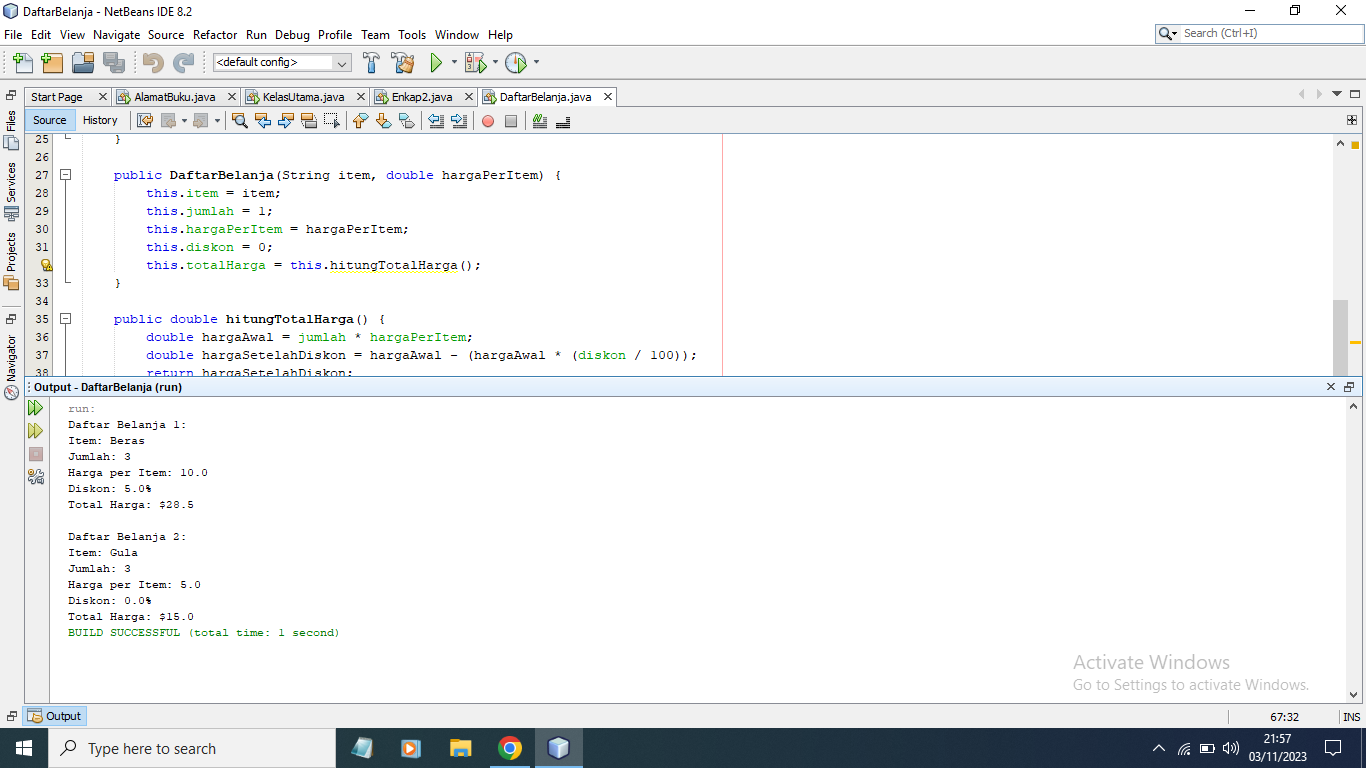 DaftarBelanja - NetBeans IDE 8.2
File Edit View Navigate Source Refactor Run Debug Profile Team Tools Window Help
Search (Ctrl+I)
<default config>
Start Page AlamatBuku.java KelasUtama.java Enkap2.java DaftarBelanja.java
Source History
Files
Services
Projects
Navigator
25 }
26
27 public DaftarBelanja(String item, double hargaPerItem) {
28 this.item = item;
29 this.jumlah = 1;
30 this.hargaPerItem = hargaPerItem;
31 this.diskon = 0;
this.totalHarga = this.hitungTotalHarga();
33 }
34
35 public double hitungTotalHarga() {
36 double hargaAwal = jumlah * hargaPerItem;
37 double hargaSetelahDiskon = hargaAwal - (hargaAwal * (diskon / 100));
38 return hargaSetelahDiskon;
Output - DaftarBelanja (run)
run:
Daftar Belanja 1:
Item: Beras
Jumlah: 3
Harga per Item: 10.0
Diskon: 5.0%
Total Harga: $28.5
Daftar Belanja 2:
Item: Gula
Jumlah: 3
Harga per Item: 5.0
Diskon: 0.0%
Total Harga: $15.0
BUILD SUCCESSFUL (total time: 1 second)
Activate Windows
Go to Settings to activate Windows.
Output
67:32 INS
Type here to search
21:57
03/11/2023